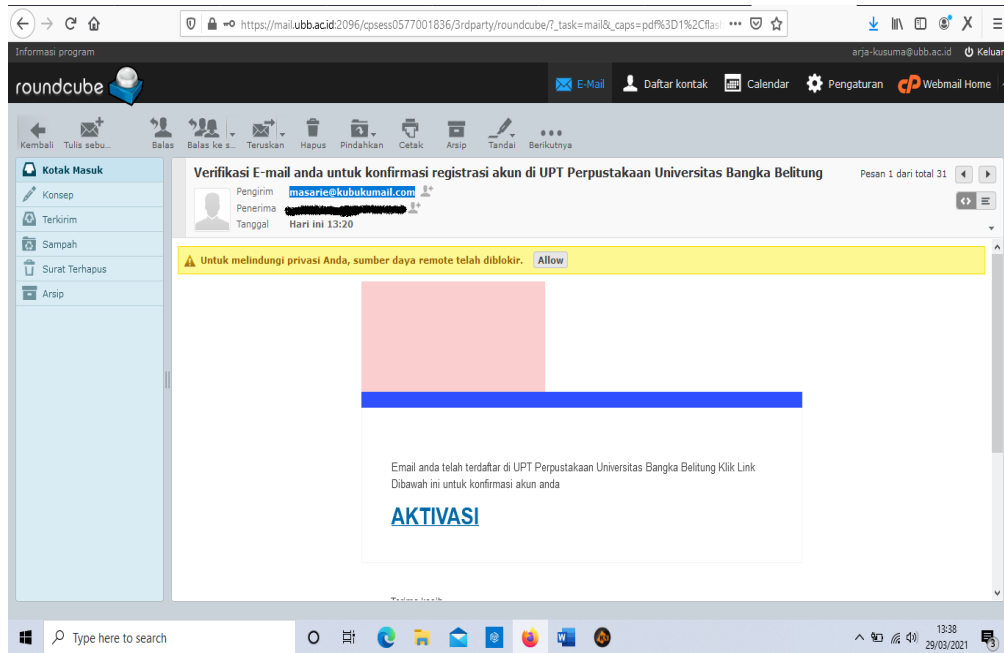 https://mail.ubb.ac.id:2096/cpsess0577001836/3rdparty/roundcube/?_task=mail&_caps=pdf%3D1%2Cflas
Informasi program
arja-kusuma@ubb.ac.id Keluar
roundcube
E-Mail Daftar kontak Calendar Pengaturan cP Webmail Home
Kembali Tulis sebu... Balas Balas ke s... Teruskan Hapus Pindahkan Cetak Arsip Tandai Berikutnya
Kotak Masuk
Konsep
Terkirim
Sampah
Surat Terhapus
Arsip
Verifikasi E-mail anda untuk konfirmasi registrasi akun di UPT Perpustakaan Universitas Bangka Belitung
Pesan 1 dari total 31
Pengirim masarie@kubukumail.com
Penerima
Tanggal Hari ini 13:20
Untuk melindungi privasi Anda, sumber daya remote telah diblokir. Allow
Email anda telah terdaftar di UPT Perpustakaan Universitas Bangka Belitung Klik Link
Dibawah ini untuk konfirmasi akun anda
AKTIVASI
Type here to search
13:38
29/03/2021
3